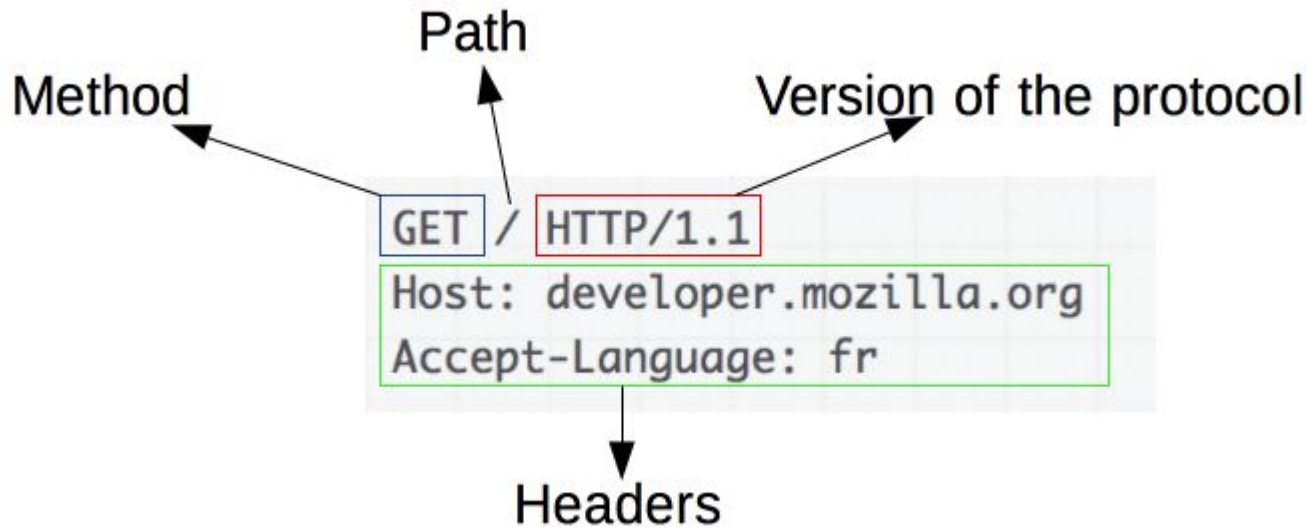 Path
Method
Version of the protocol
GET / HTTP/1.1
Host: developer.mozilla.org
Accept-Language: fr
Headers